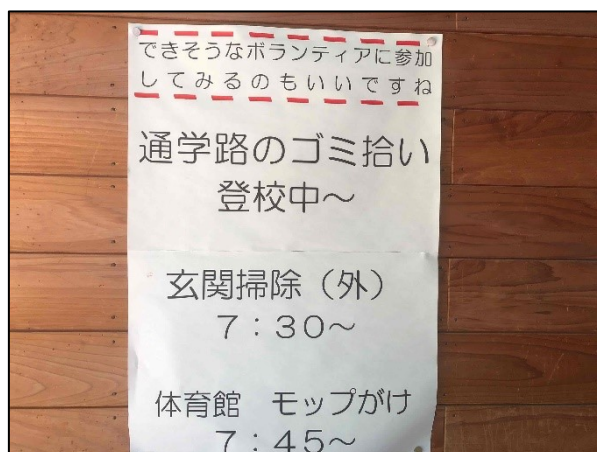 できそうなボランティアに参加
してみるのもいいですね
通学路のゴミ拾い
登校中～
玄関掃除（外）
７：３０～
体育館　モップがけ
７：４５～